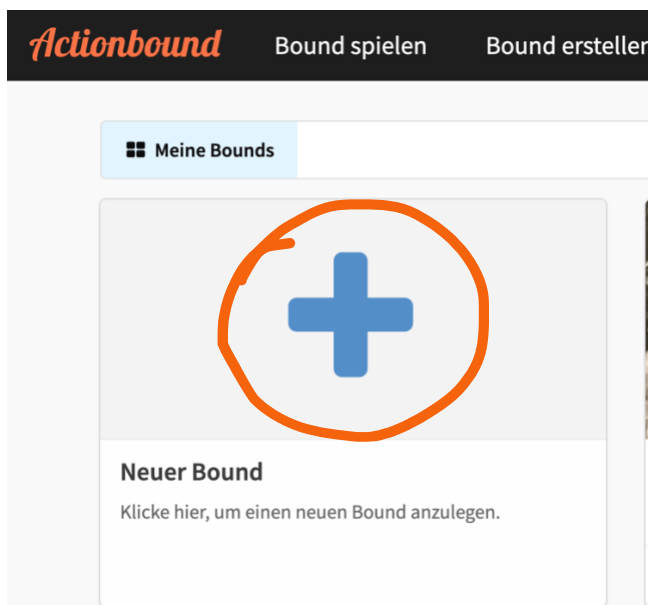 Actionbound Bound spielen Bound erstellen
Meine Bounds
Neuer Bound
Klicke hier, um einen neuen Bound anzulegen.